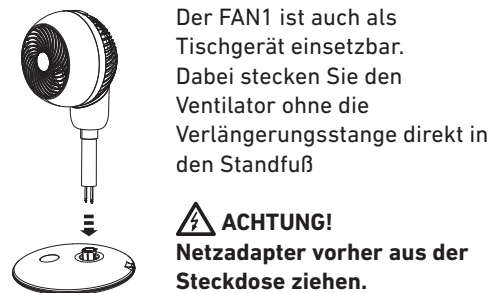 Der FAN1 ist auch als
Tischgerät einsetzbar.
Dabei stecken Sie den
Ventilator ohne die
Verlängerungsstange direkt in
den Standfuß
ACHTUNG!
Netzadapter vorher aus der
Steckdose ziehen.